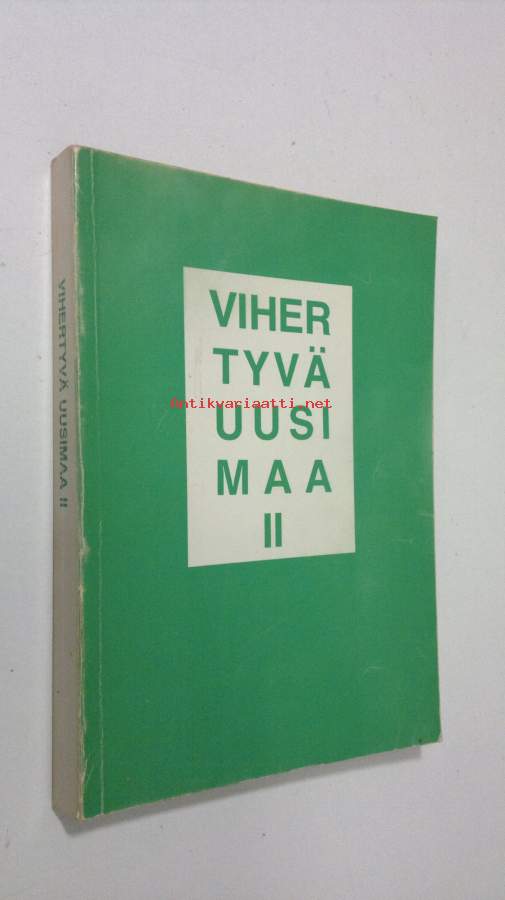 VIHERTYVÄ UUSIMAA II
VIHER
TYVÄ
antikvariaatti.net
UUSI
MAA
II